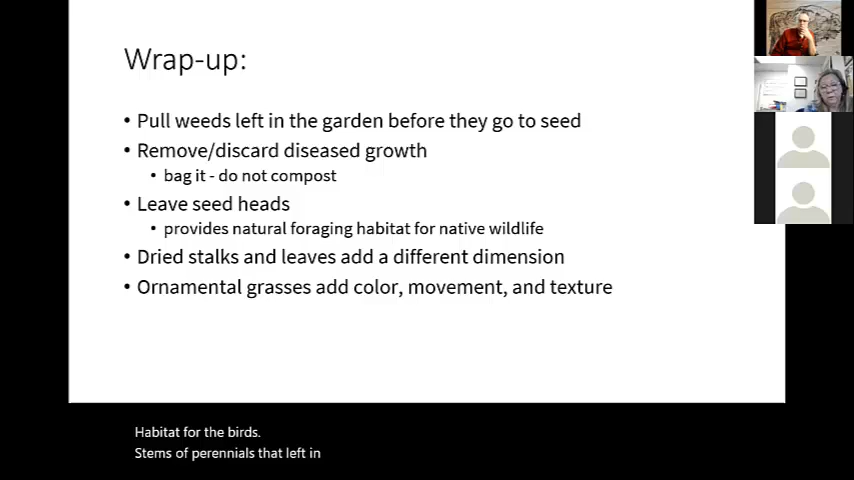 Wrap-up:
• Pull weeds left in the garden before they go to seed
• Remove/discard diseased growth
• bag it - do not compost
• Leave seed heads
• provides natural foraging habitat for native wildlife
• Dried stalks and leaves add a different dimension
• Ornamental grasses add color, movement, and texture
Habitat for the birds.
Stems of perennials that left in